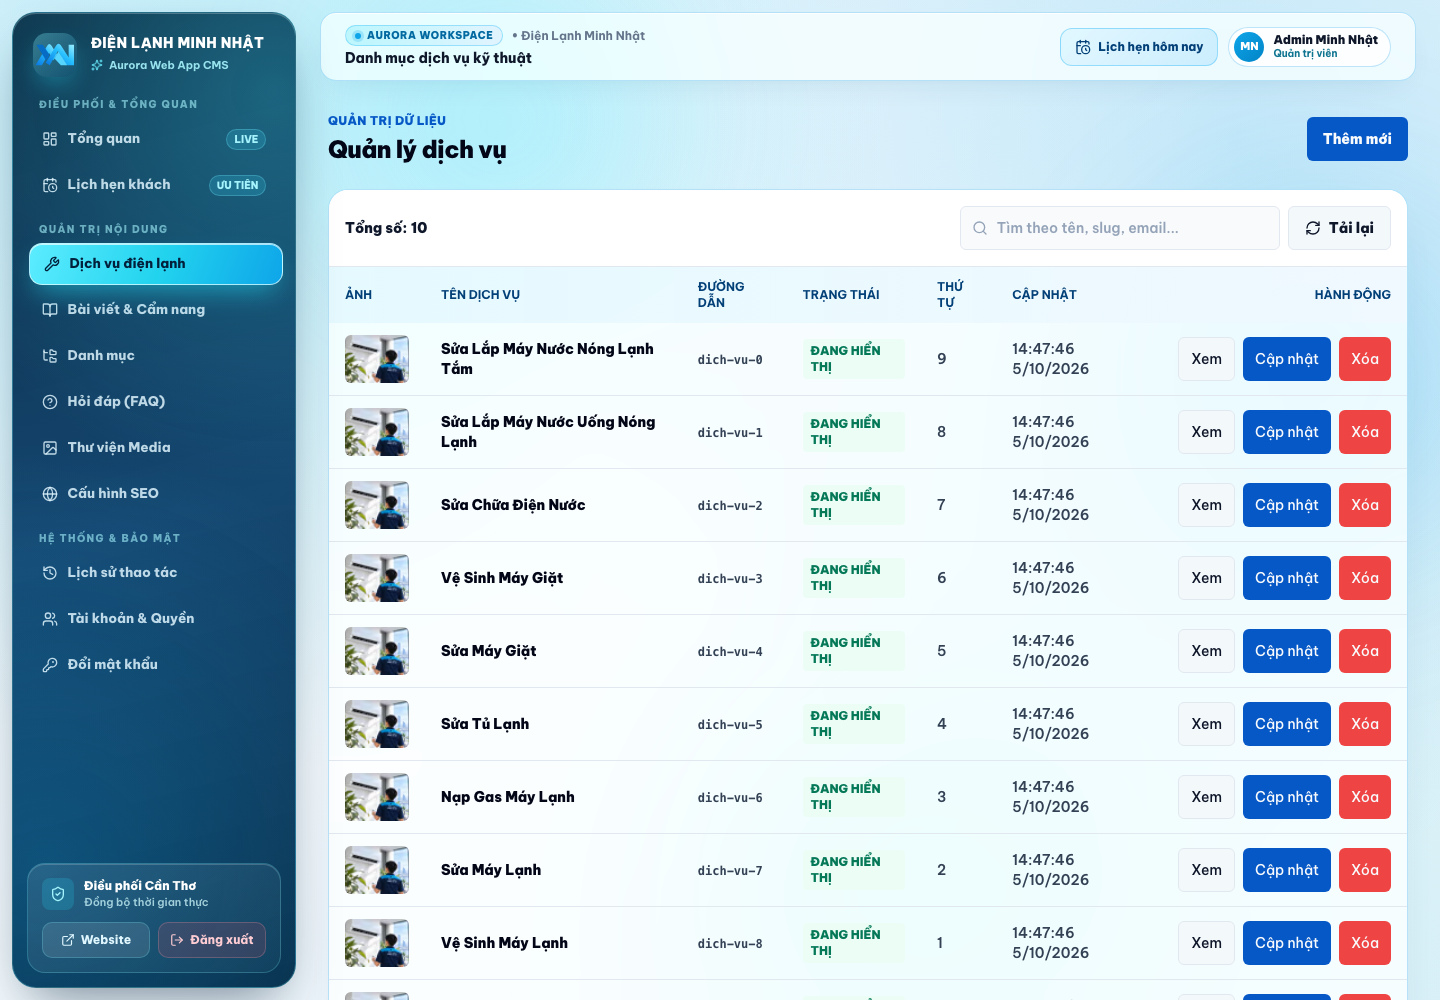 ĐIỆN LẠNH MINH NHẬT
Aurora Web App CMS
ĐIỀU PHỐI & TỔNG QUAN
Tổng quan LIVE
Lịch hẹn khách ƯU TIÊN
QUẢN TRỊ NỘI DUNG
Dịch vụ điện lạnh
Bài viết & Cẩm nang
Danh mục
Hỏi đáp (FAQ)
Thư viện Media
Cấu hình SEO
HỆ THỐNG & BẢO MẬT
Lịch sử thao tác
Tài khoản & Quyền
Đổi mật khẩu
Điều phối Cần Thơ
Đồng bộ thời gian thực
Website Đăng xuất
AURORA WORKSPACE • Điện Lạnh Minh Nhật
Danh mục dịch vụ kỹ thuật
Lịch hẹn hôm nay
MN Admin Minh Nhật
Quản trị viên
QUẢN TRỊ DỮ LIỆU
Quản lý dịch vụ
Thêm mới
Tổng số: 10
Tìm theo tên, slug, email...
Tải lại
ẢNH TÊN DỊCH VỤ ĐƯỜNG DẪN TRẠNG THÁI THỨ TỰ CẬP NHẬT HÀNH ĐỘNG
Sửa Lắp Máy Nước Nóng Lạnh Tắm dich-vu-0 ĐANG HIỂN THỊ 9 14:47:46 5/10/2026 Xem Cập nhật Xóa
Sửa Lắp Máy Nước Uống Nóng Lạnh dich-vu-1 ĐANG HIỂN THỊ 8 14:47:46 5/10/2026 Xem Cập nhật Xóa
Sửa Chữa Điện Nước dich-vu-2 ĐANG HIỂN THỊ 7 14:47:46 5/10/2026 Xem Cập nhật Xóa
Vệ Sinh Máy Giặt dich-vu-3 ĐANG HIỂN THỊ 6 14:47:46 5/10/2026 Xem Cập nhật Xóa
Sửa Máy Giặt dich-vu-4 ĐANG HIỂN THỊ 5 14:47:46 5/10/2026 Xem Cập nhật Xóa
Sửa Tủ Lạnh dich-vu-5 ĐANG HIỂN THỊ 4 14:47:46 5/10/2026 Xem Cập nhật Xóa
Nạp Gas Máy Lạnh dich-vu-6 ĐANG HIỂN THỊ 3 14:47:46 5/10/2026 Xem Cập nhật Xóa
Sửa Máy Lạnh dich-vu-7 ĐANG HIỂN THỊ 2 14:47:46 5/10/2026 Xem Cập nhật Xóa
Vệ Sinh Máy Lạnh dich-vu-8 ĐANG HIỂN THỊ 1 14:47:46 5/10/2026 Xem Cập nhật Xóa